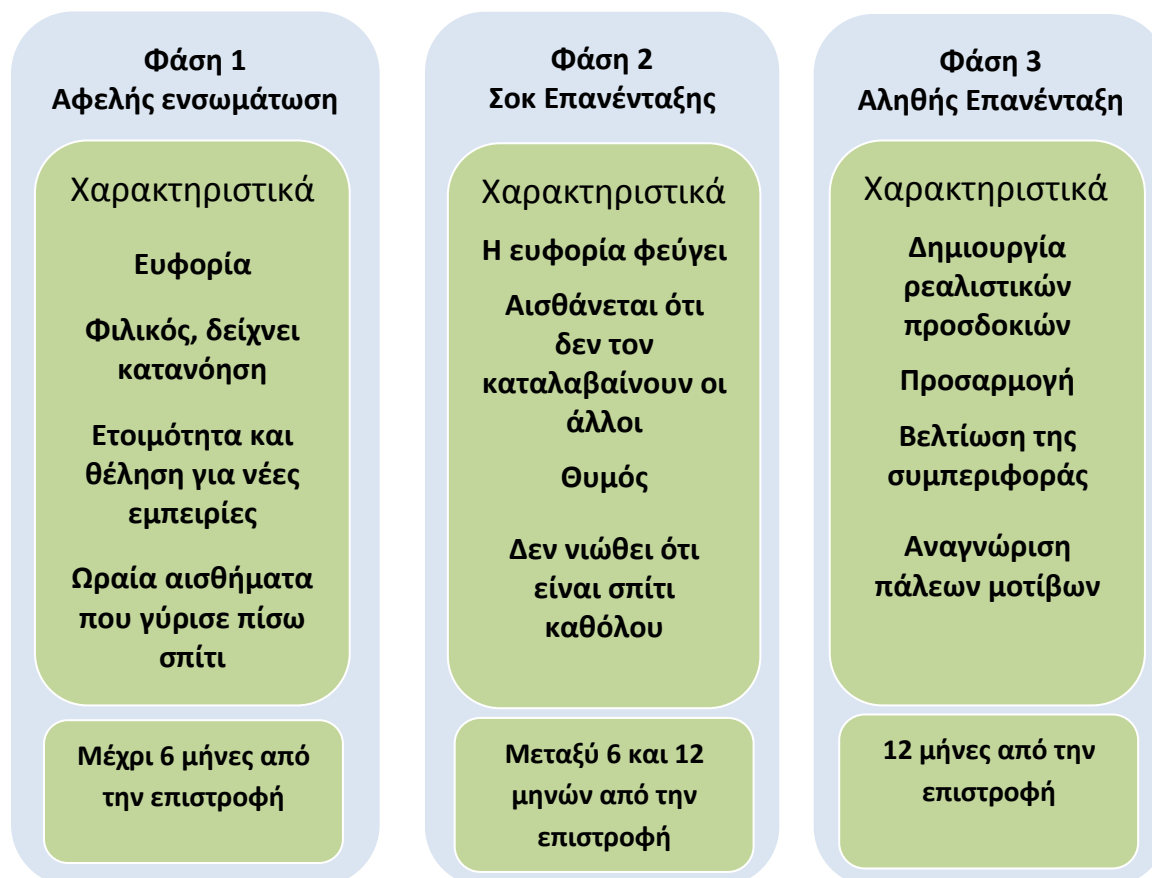 Φάση 1
Αφελής ενσωμάτωση
Χαρακτηριστικά
Ευφορία
Φιλικός, δείχνει
κατανόηση
Ετοιμότητα και
θέληση για νέες
εμπειρίες
Ωραία αισθήματα
που γύρισε πίσω
σπίτι
Μέχρι 6 μήνες από
την επιστροφή
Φάση 2
Σοκ Επανένταξης
Χαρακτηριστικά
Η ευφορία φεύγει
Αισθάνεται ότι
δεν τον
καταλαβαίνουν οι
άλλοι
Θυμός
Δεν νιώθει ότι
είναι σπίτι
καθόλου
Μεταξύ 6 και 12
μηνών από την
επιστροφή
Φάση 3
Αληθής Επανένταξη
Χαρακτηριστικά
Δημιουργία
ρεαλιστικών
προσδοκιών
Προσαρμογή
Βελτίωση της
συμπεριφοράς
Αναγνώριση
πάλεων μοτίβων
12 μήνες από την
επιστροφή